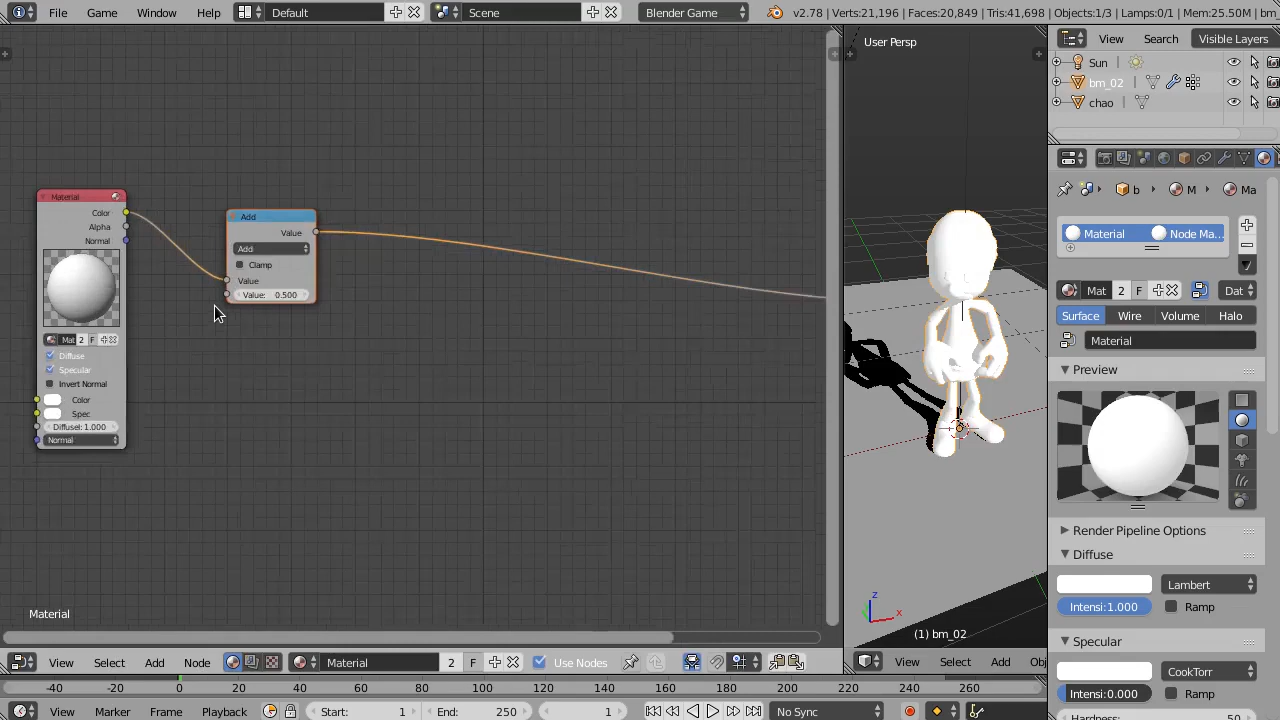 File Game Window Help Default Scene Blender Game v2.78 | Verts:21,196 | Faces:20,849 | Tris:41,698 | Objects:1/3 | Lamps:0/1 | Mem:25.50M | bm
User Persp
View Search Visible Layers
Sun
bm_02
chao
b M Ma
Material Node Ma...
Mat 2 F Dat
Surface Wire Volume Halo
Material
Preview
Render Pipeline Options
Diffuse
Lambert
Intensi:1.000 Ramp
Specular
CookTorr
Intensi:0.000 Ramp
Hardness: 50
Material
Color
Alpha
Normal
Mat 2 F
Diffuse
Specular
Invert Normal
Color
Spec
Diffusel: 1.000
Normal
Add
Value
Add
Clamp
Value
Value: 0.500
Material
z
x
(1) bm_02
View Select Add Node Material 2 F Use Nodes
View Select Add Obj
-40 -20 0 20 40 60 80 100 120 140 160 180 200 220 240 260
View Marker Frame Playback Start: 1 End: 250 1 No Sync